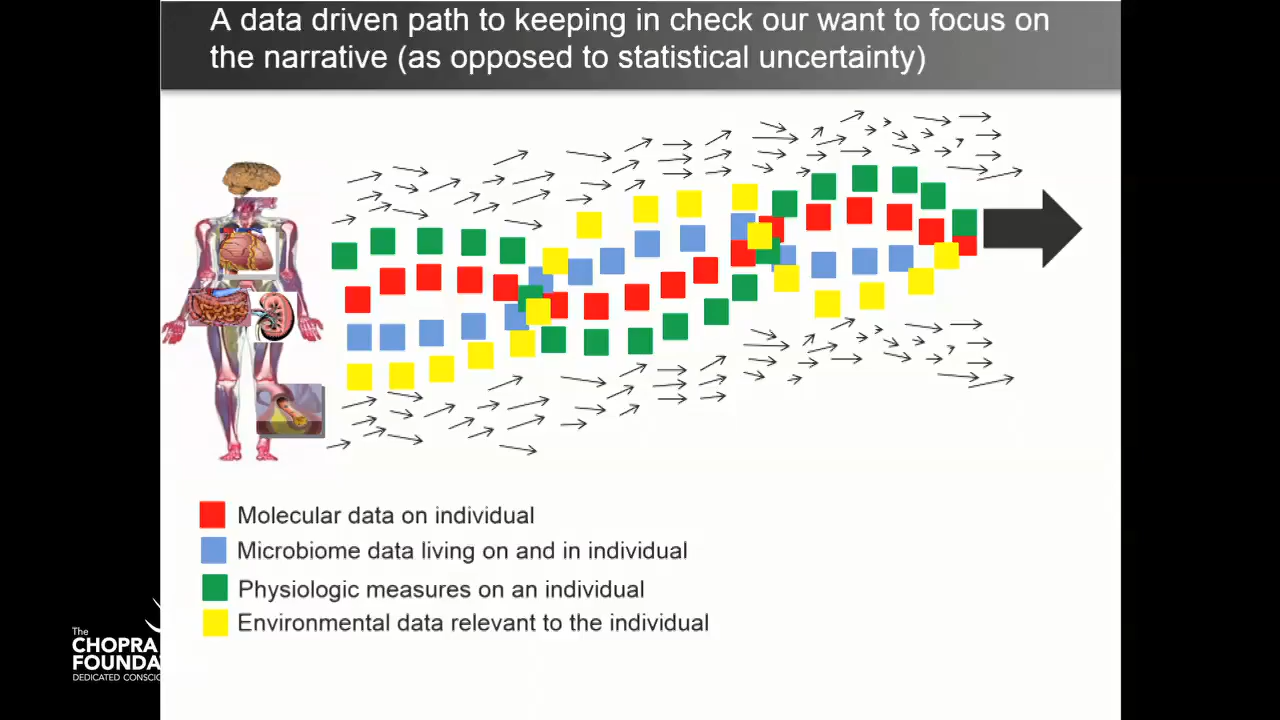 A data driven path to keeping in check our want to focus on
the narrative (as opposed to statistical uncertainty)
Molecular data on individual
Microbiome data living on and in individual
Physiologic measures on an individual
Environmental data relevant to the individual
The
CHOPRA
FOUNDA
DEDICATED CONSCIO